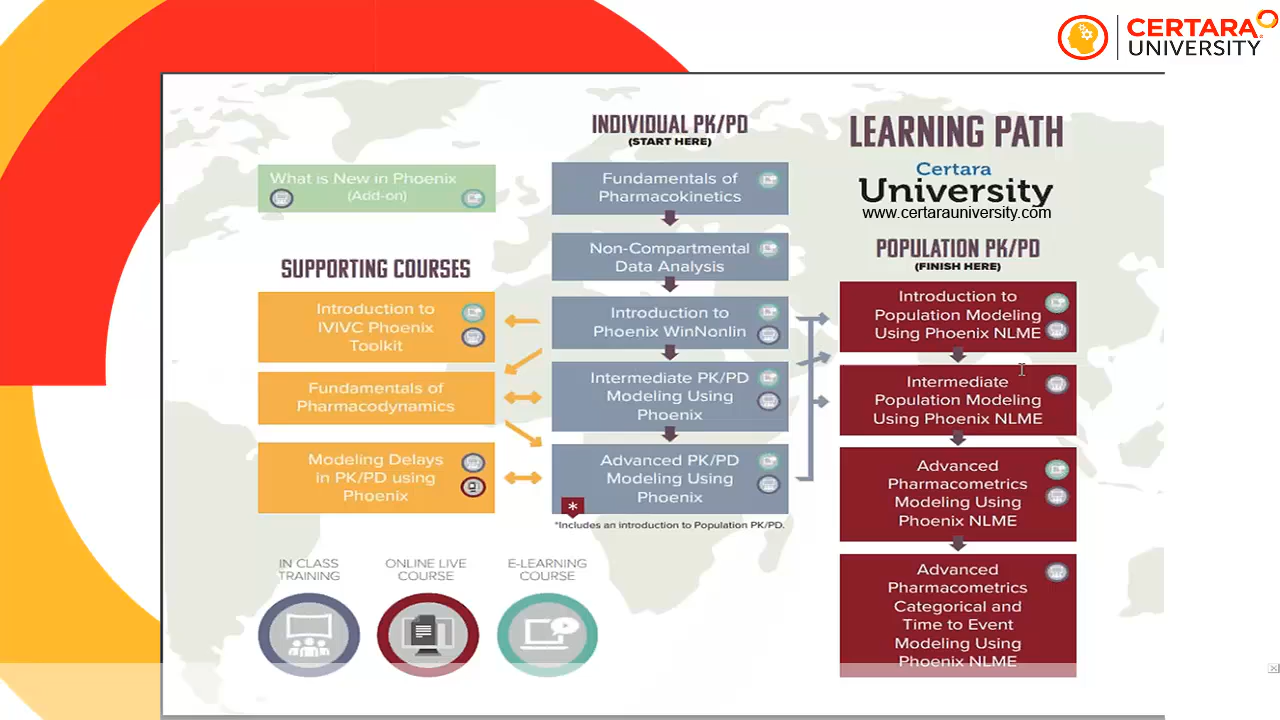 CERTARA
UNIVERSITY
INDIVIDUAL PK/PD
(START HERE)
LEARNING PATH
Certara
University
www.certarauniversity.com
What is New in Phoenix
(Add-on)
Fundamentals of
Pharmacokinetics
Non-Compartmental
Data Analysis
SUPPORTING COURSES
POPULATION PK/PD
(FINISH HERE)
Introduction to
IVIVC Phoenix
Toolkit
Introduction to
Phoenix WinNonlin
Introduction to
Population Modeling
Using Phoenix NLME
Fundamentals of
Pharmacodynamics
Intermediate PK/PD
Modeling Using
Phoenix
Intermediate
Population Modeling
Using Phoenix NLME
Modeling Delays
in PK/PD using
Phoenix
Advanced PK/PD
Modeling Using
Phoenix
*
*Includes an introduction to Population PK/PD.
Advanced
Pharmacometrics
Modeling Using
Phoenix NLME
Advanced
Pharmacometrics
Categorical and
Time to Event
Modeling Using
Phoenix NLME
IN CLASS
TRAINING
ONLINE LIVE
COURSE
E-LEARNING
COURSE